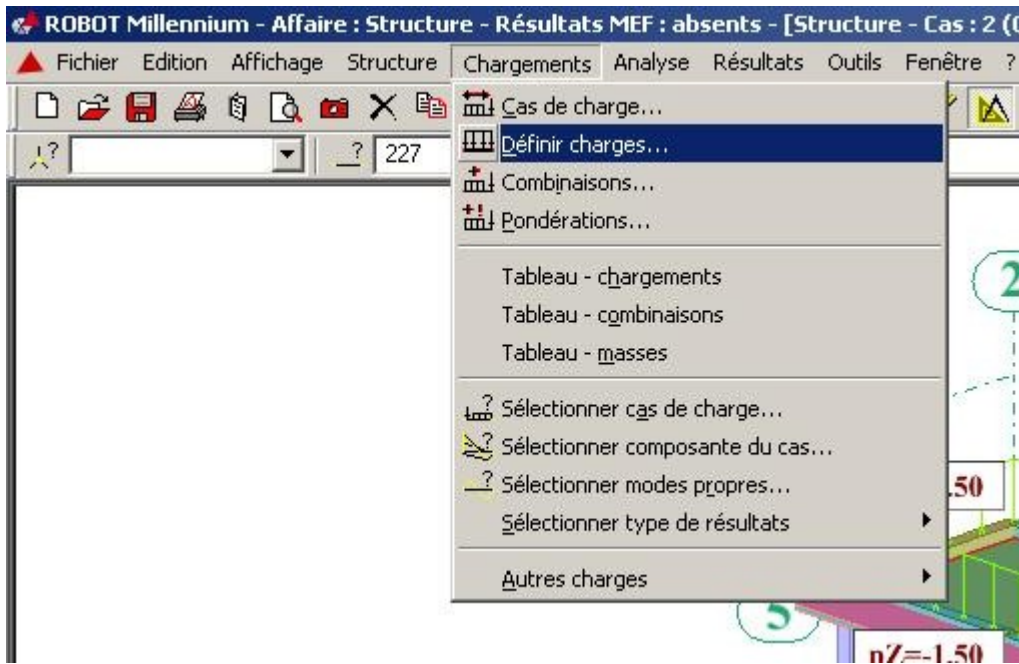 ROBOT Millennium - Affaire : Structure - Résultats MEF : absents - [Structure - Cas : 2 (
Fichier Edition Affichage Structure Chargements Analyse Résultats Outils Fenêtre ?
227
Cas de charge...
Définir charges...
Combinaisons...
Pondérations...
Tableau - chargements
Tableau - combinaisons
Tableau - masses
Sélectionner cas de charge...
Sélectionner composante du cas...
Sélectionner modes propres...
Sélectionner type de résultats
Autres charges
2
.50
5
pZ=-1.50